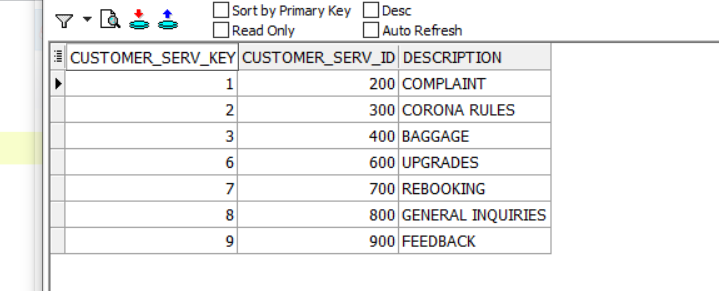 Sort by Primary Key Desc
Read Only Auto Refresh
CUSTOMER_SERV_KEY CUSTOMER_SERV_ID DESCRIPTION
1 200 COMPLAINT
2 300 CORONA RULES
3 400 BAGGAGE
6 600 UPGRADES
7 700 REBOOKING
8 800 GENERAL INQUIRIES
9 900 FEEDBACK